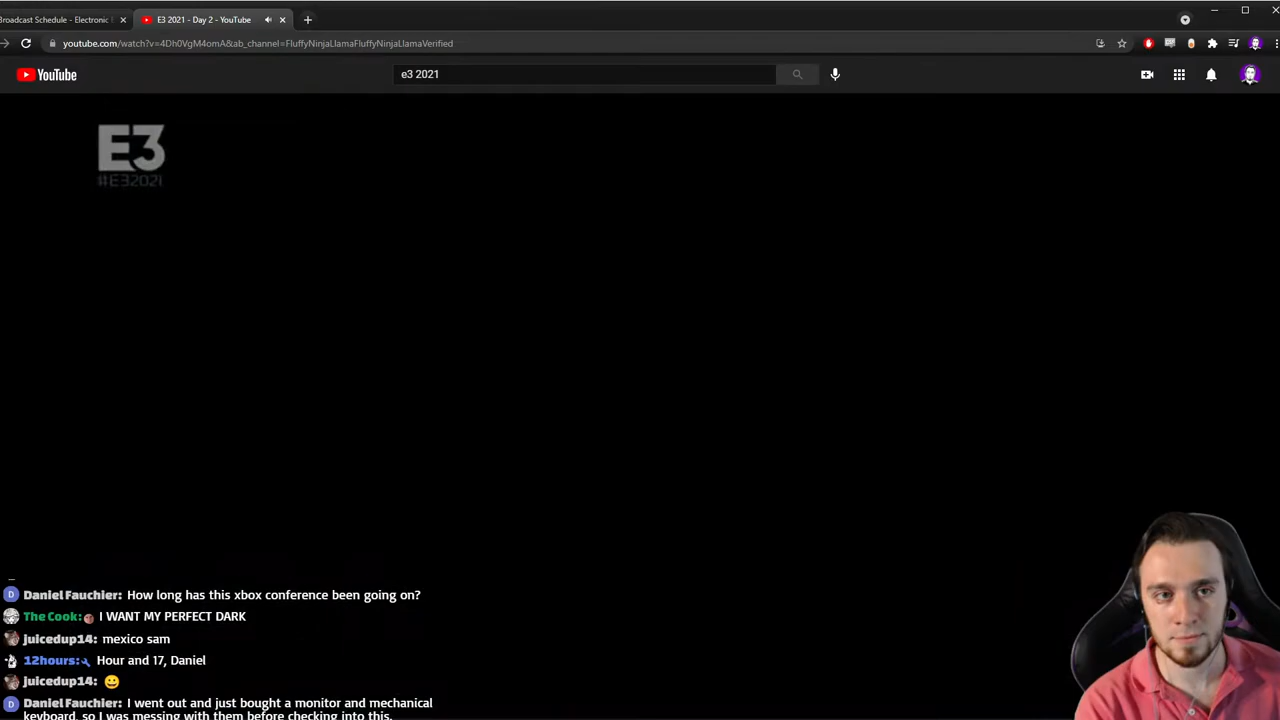 Broadcast Schedule - Electronic E
E3 2021 - Day 2 - YouTube
youtube.com/watch?v=4Dh0VgM4omA&ab_channel=FluffyNinjaLlamaFluffyNinjaLlamaVerified
YouTube
e3 2021
E3
#E32021
D Daniel Fauchier: How long has this xbox conference been going on?
The Cook: I WANT MY PERFECT DARK
juicedup14: mexico sam
12hours: Hour and 17, Daniel
juicedup14: 😀
D Daniel Fauchier: I went out and just bought a monitor and mechanical
keyboard, so I was messing with them before checking into this.